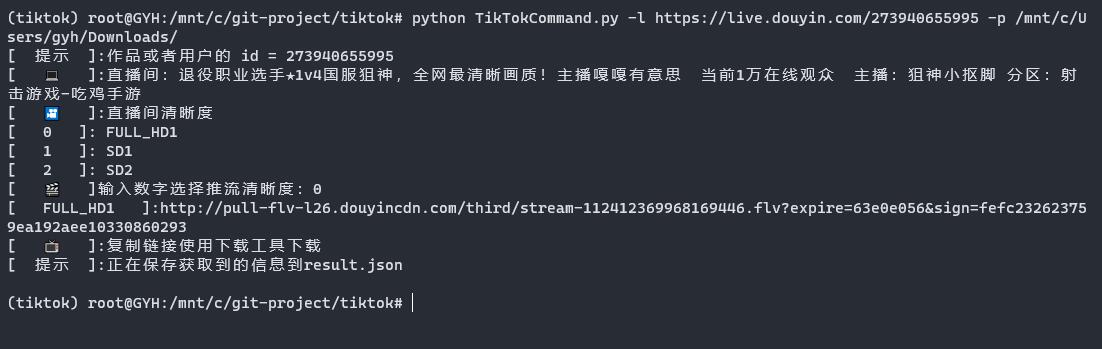 (tiktok) root@GYH:/mnt/c/git-project/tiktok# python TikTokCommand.py -l https://live.douyin.com/273940655995 -p /mnt/c/U
sers/gyh/Downloads/
[  提示  ]:作品或者用户的 id = 273940655995
[   💻   ]:直播间: 退役职业选手★1v4国服狙神, 全网最清晰画质! 主播嘎嘎有意思  当前1万在线观众  主播: 狙神小抠脚 分区: 射
击游戏-吃鸡手游
[   🎦   ]:直播间清晰度
[   0   ]: FULL_HD1
[   1   ]: SD1
[   2   ]: SD2
[   🎬   ]输入数字选择推流清晰度: 0
[   FULL_HD1   ]:http://pull-flv-l26.douyincdn.com/third/stream-112412369968169446.flv?expire=63e0e056&sign=fefc232623759
9ea192aee10330860293
[   📺   ]:复制链接使用下载工具下载
[  提示  ]:正在保存获取到的信息到result.json
(tiktok) root@GYH:/mnt/c/git-project/tiktok#